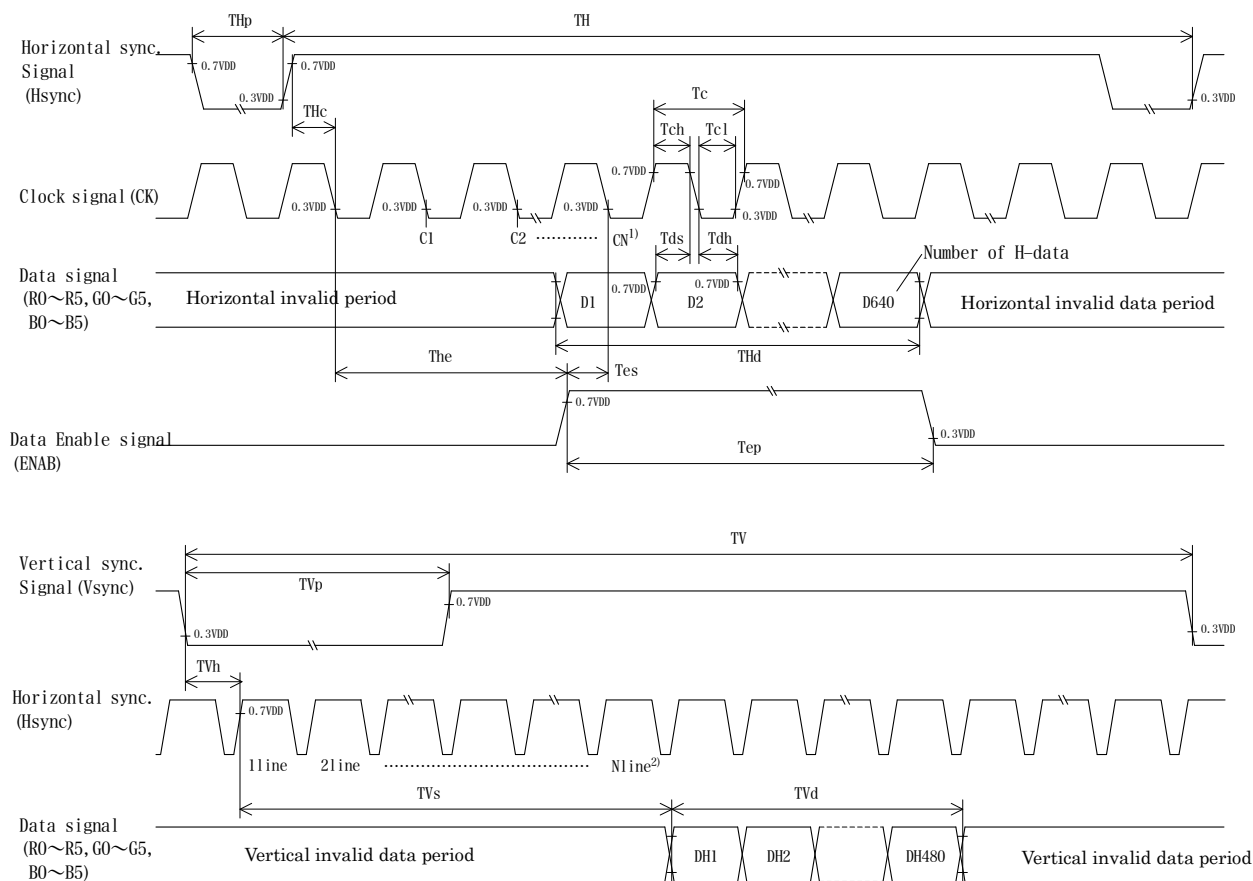 THp
TH
Horizontal sync.
Signal
(Hsync)
0.7VDD
0.7VDD
0.3VDD
0.3VDD
THc
Tc
Tch
Tcl
Clock signal(CK)
0.7VDD
0.7VDD
0.3VDD
0.3VDD
0.3VDD
0.3VDD
0.3VDD
C1
C2
CN1)
Tds
Tdh
Number of H-data
Data signal
(R0～R5,G0～G5,
B0～B5)
Horizontal invalid period
D1
0.7VDD
D2
0.7VDD
D640
Horizontal invalid data period
THd
The
Tes
0.7VDD
0.3VDD
Data Enable signal
(ENAB)
Tep
TV
Vertical sync.
Signal(Vsync)
TVp
0.7VDD
0.3VDD
0.3VDD
TVh
Horizontal sync.
(Hsync)
0.7VDD
1line
2line
Nline2)
TVs
TVd
Data signal
(R0～R5,G0～G5,
B0～B5)
Vertical invalid data period
DH1
DH2
DH480
Vertical invalid data period